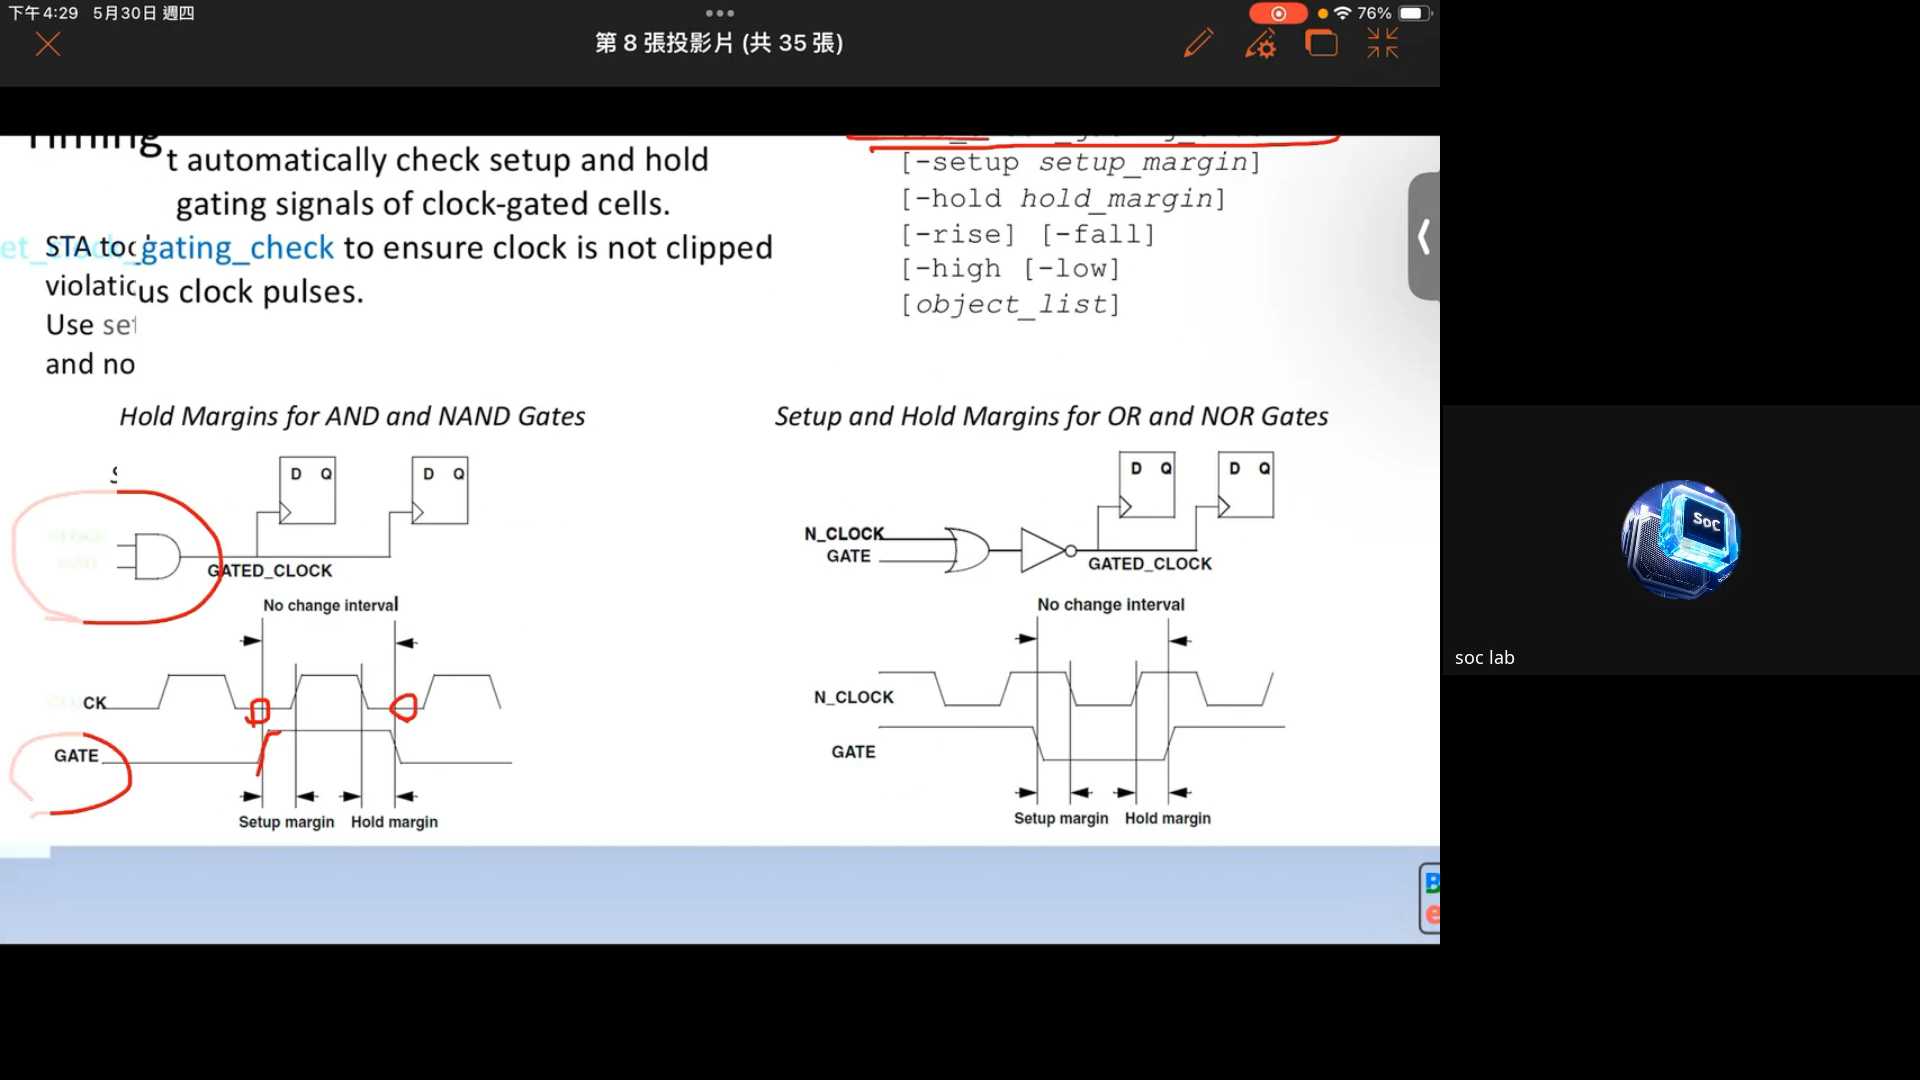 下午4:29 5月30日 週四
76%
第 8 張投影片 (共 35 張)
t automatically check setup and hold
gating signals of clock-gated cells.
STA
gating_check to ensure clock is not clipped
us clock pulses.
Use
and no
[-setup setup_margin]
[-hold hold_margin]
[-rise] [-fall]
[-high [-low]
[object_list]
Hold Margins for AND and NAND Gates
D Q
D Q
GATED_CLOCK
No change interval
CK
GATE
Setup margin
Hold margin
Setup and Hold Margins for OR and NOR Gates
D Q
D Q
N_CLOCK
GATE
GATED_CLOCK
No change interval
N_CLOCK
GATE
Setup margin
Hold margin
SoC
soc lab